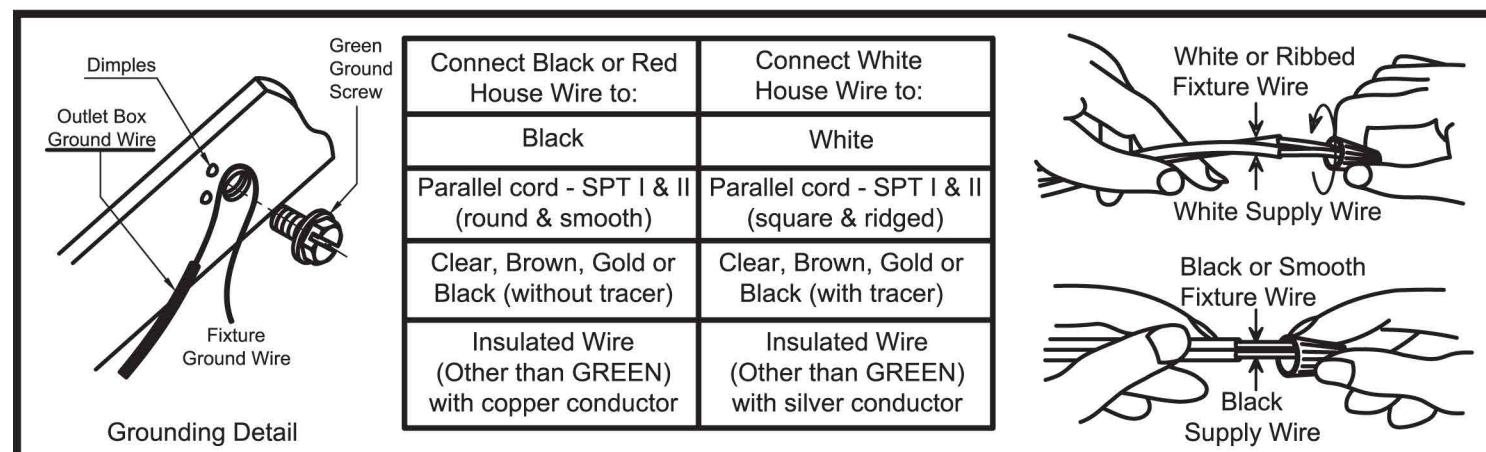 Dimples
Green
Ground
Screw
Outlet Box
Ground Wire
Fixture
Ground Wire
Grounding Detail
Connect Black or Red
House Wire to:
Connect White
House Wire to:
Black
White
Parallel cord - SPT I & II
(round & smooth)
Parallel cord - SPT I & II
(square & ridged)
Clear, Brown, Gold or
Black (without tracer)
Clear, Brown, Gold or
Black (with tracer)
Insulated Wire
(Other than GREEN)
with copper conductor
Insulated Wire
(Other than GREEN)
with silver conductor
White or Ribbed
Fixture Wire
White Supply Wire
Black or Smooth
Fixture Wire
Black
Supply Wire